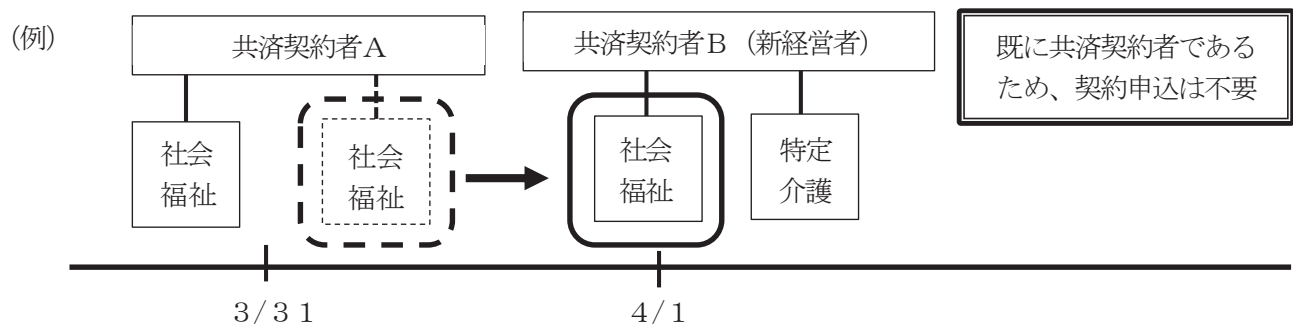 (例)
共済契約者A
共済契約者B（新経営者）
既に共済契約者である
ため、契約申込は不要
社会
福祉
社会
福祉
社会
福祉
特定
介護
3/31
4/1